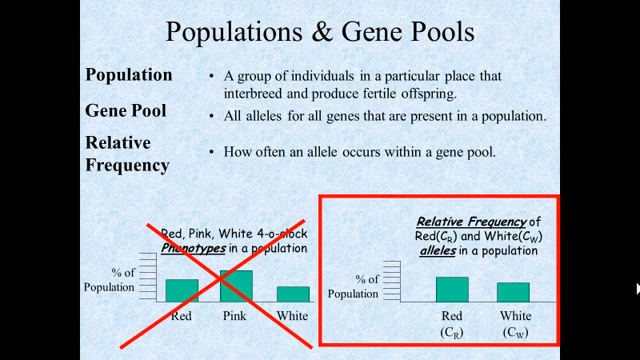 Populations & Gene Pools
Population
• A group of individuals in a particular place that
interbreed and produce fertile offspring.
Gene Pool
• All alleles for all genes that are present in a population.
Relative
Frequency
• How often an allele occurs within a gene pool.
Red, Pink, White 4-o-clock
Phenotypes in a population
% of
Population
Red
Pink
White
Relative Frequency of
Red(CR) and White(CW)
alleles in a population
% of
Population
Red
(CR)
White
(CW)